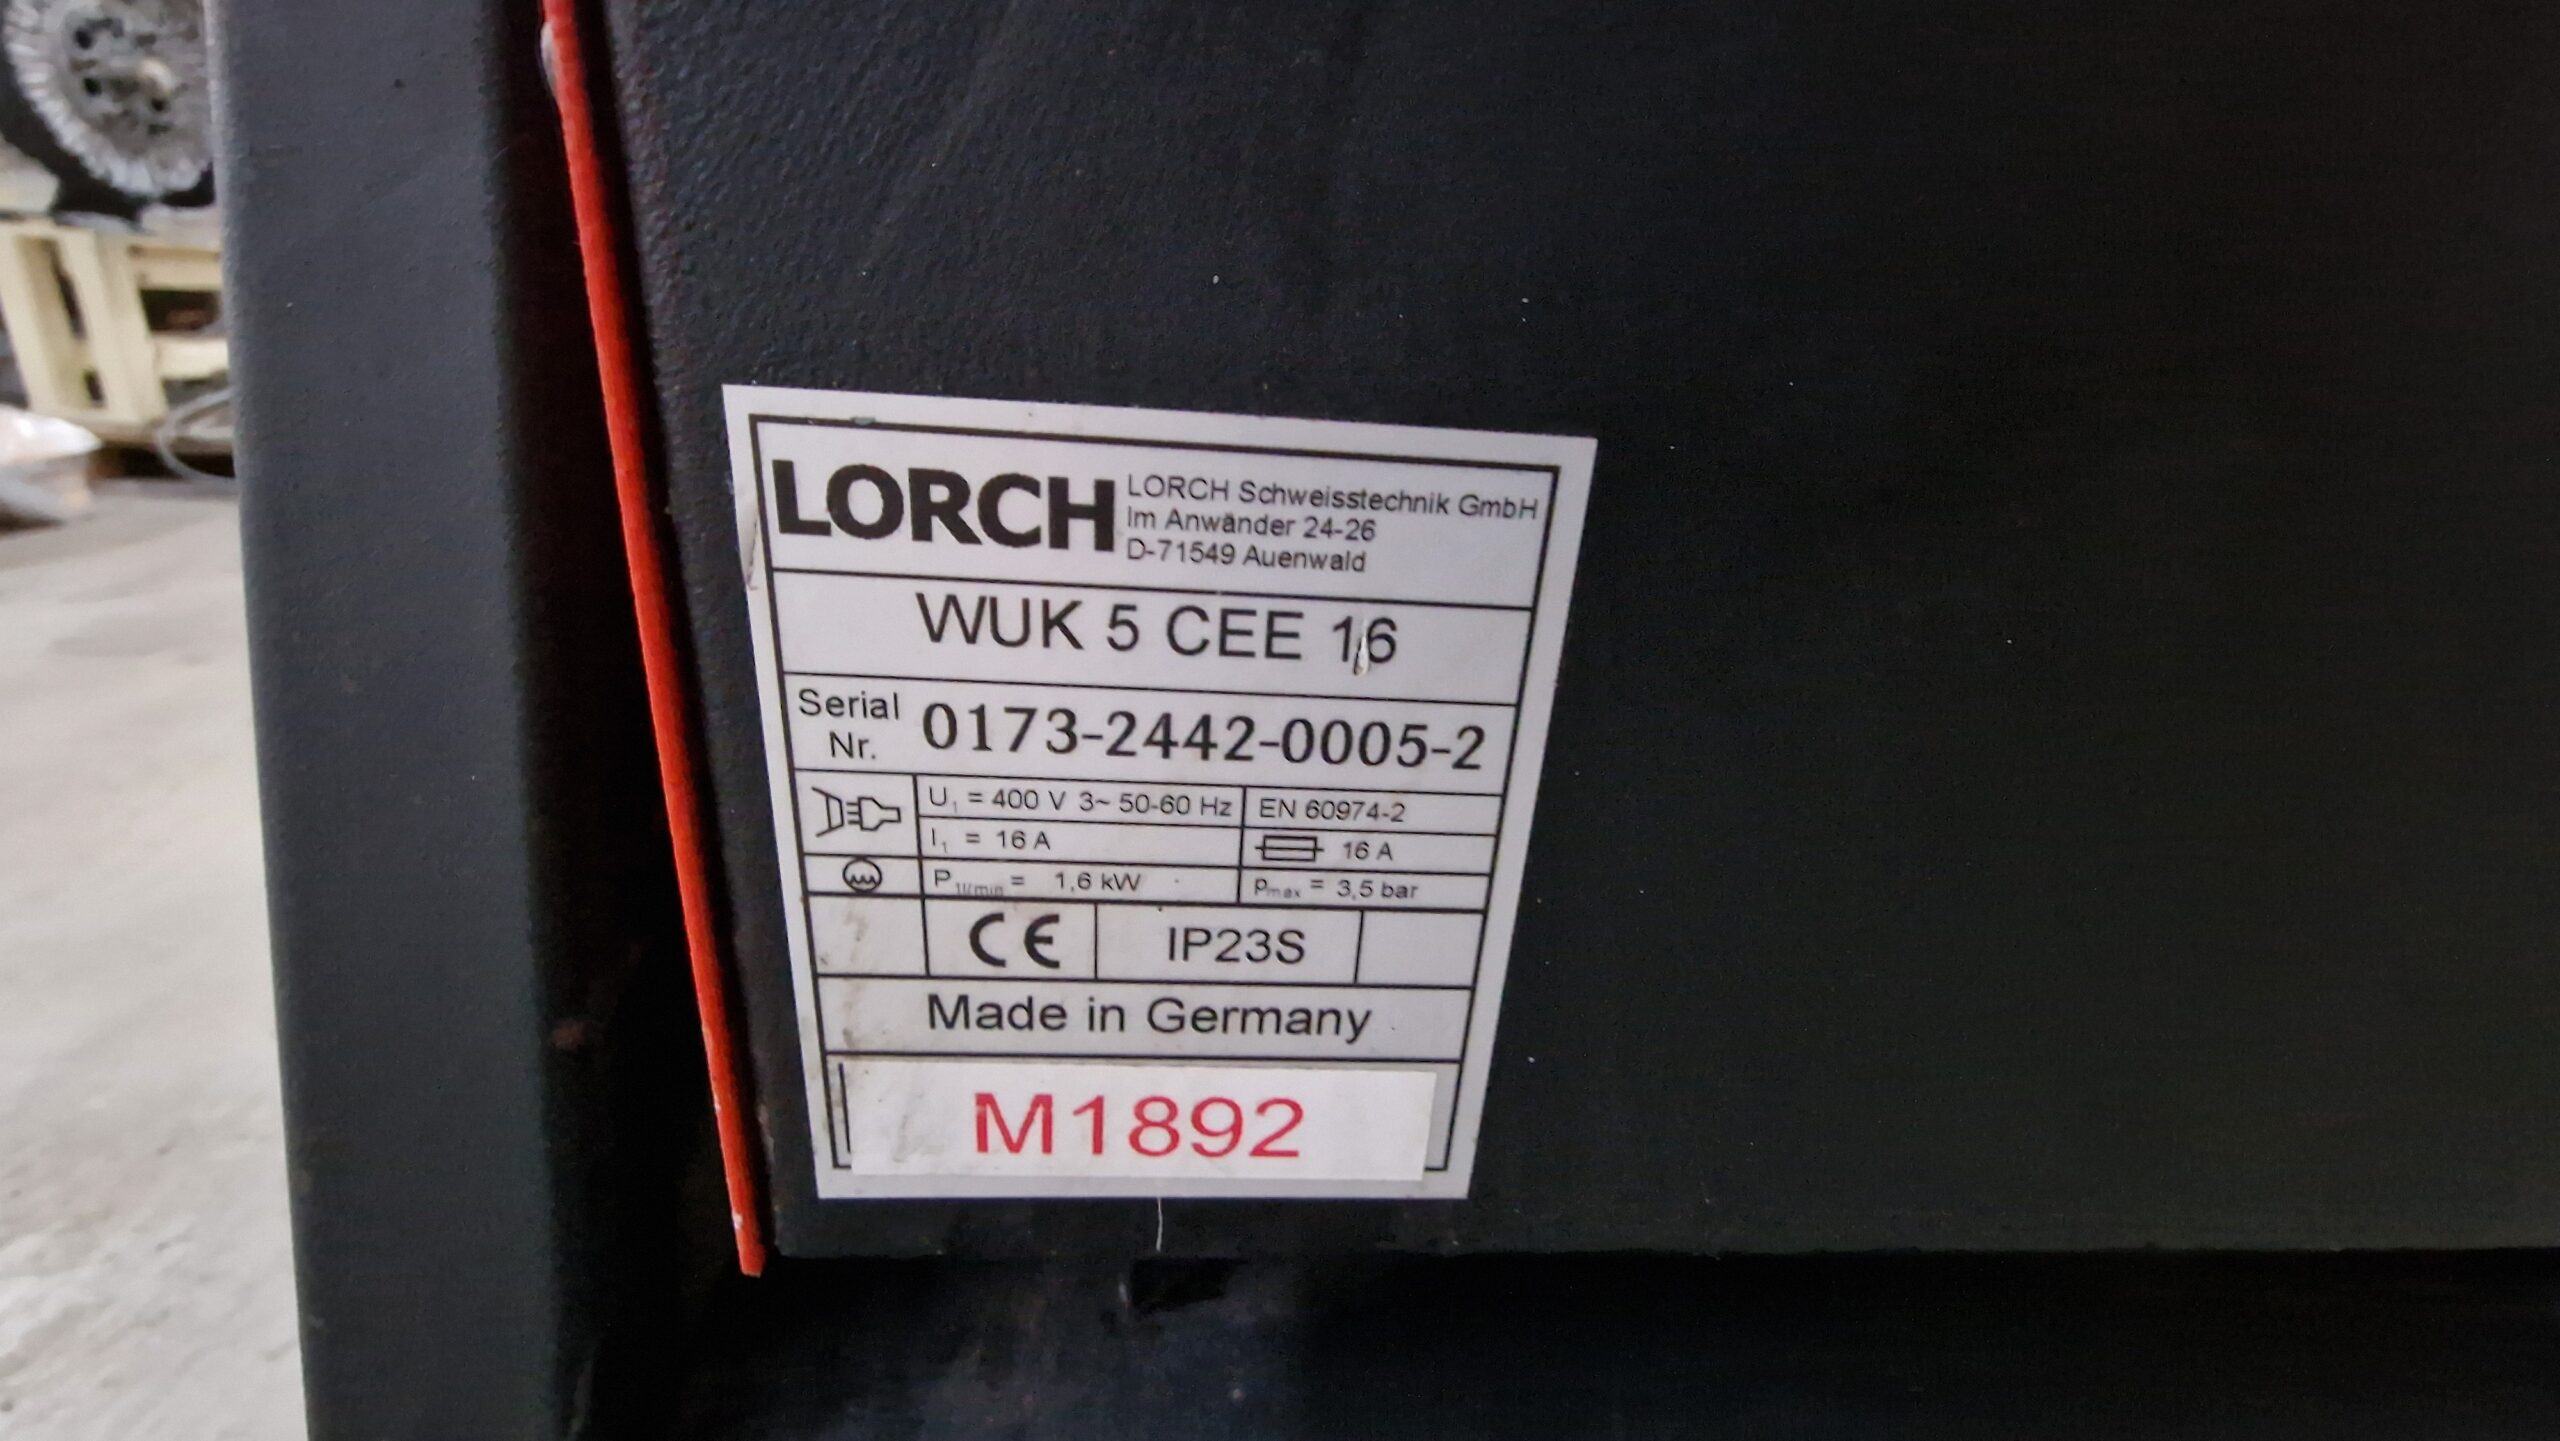 LORCH
LORCH Schweisstechnik GmbH
Im Anwänder 24-26
D-71549 Auenwald
WUK 5 CEE 16
Serial Nr. 0173-2442-0005-2
U1 = 400 V 3~ 50-60 Hz
EN 60974-2
I1 = 16 A
16 A
P1l/min = 1,6 kW
pmax = 3,5 bar
CE
IP23S
Made in Germany
M1892